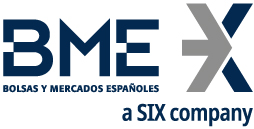 BME
BOLSAS Y MERCADOS ESPAÑOLES
a SIX company